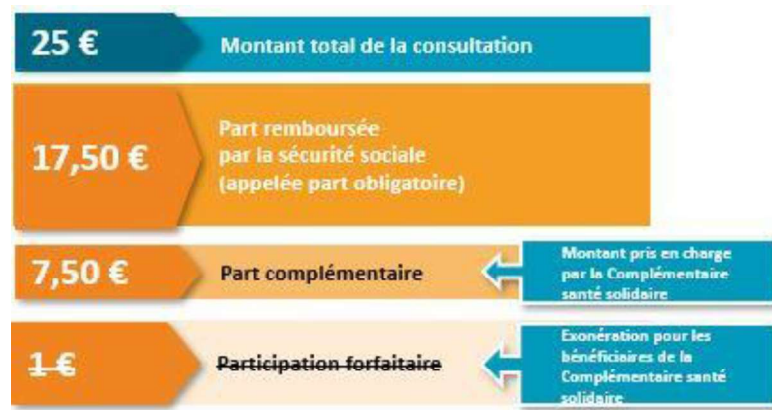 25 €
Montant total de la consultation
17,50 €
Part remboursée
par la sécurité sociale
(appelée part obligatoire)
7,50 €
Part complémentaire
Montant pris en charge
par la Complémentaire
santé solidaire
1 €
Participation forfaitaire
Exonération pour les
bénéficiaires de la
Complémentaire santé
solidaire